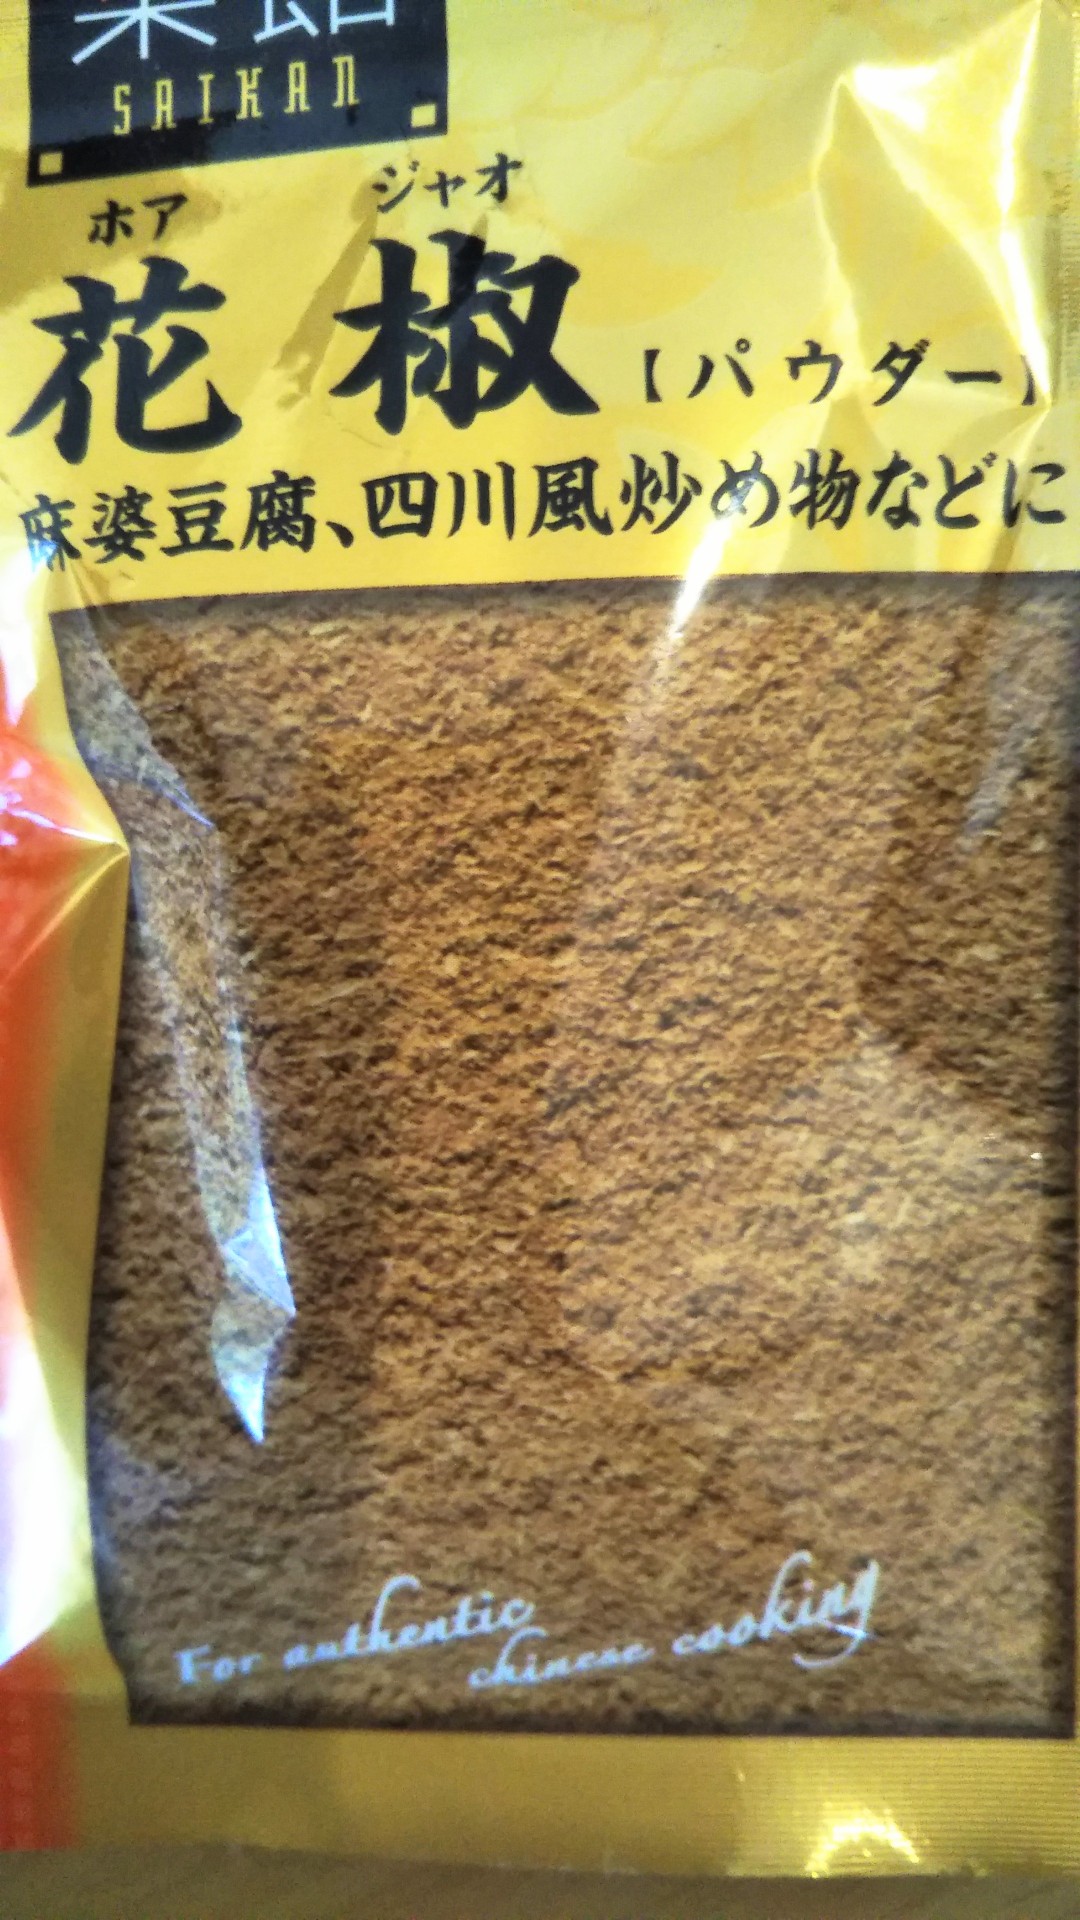 SAIKAN
ホア ジャオ
花椒【パウダー】
麻婆豆腐、四川風炒め物などに
For authentic
chinese cooking